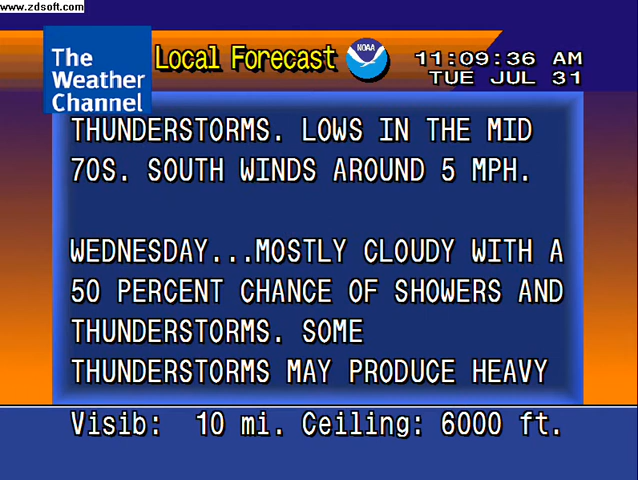 www.zdsoft.com
The
Weather
Channel
Local Forecast
NOAA
11:09:36 AM
TUE JUL 31
THUNDERSTORMS. LOWS IN THE MID
70S. SOUTH WINDS AROUND 5 MPH.
WEDNESDAY...MOSTLY CLOUDY WITH A
50 PERCENT CHANCE OF SHOWERS AND
THUNDERSTORMS. SOME
THUNDERSTORMS MAY PRODUCE HEAVY
Visib: 10 mi. Ceiling: 6000 ft.